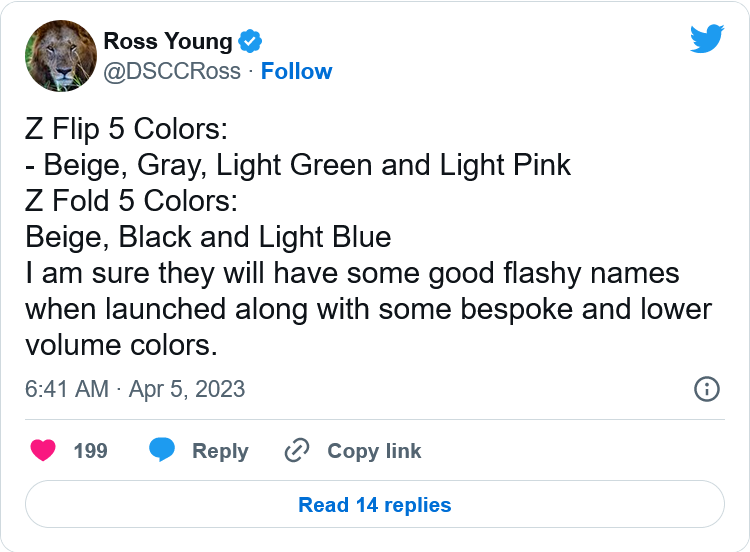 Ross Young
@DSCCRoss · Follow
Z Flip 5 Colors:
- Beige, Gray, Light Green and Light Pink
Z Fold 5 Colors:
Beige, Black and Light Blue
I am sure they will have some good flashy names
when launched along with some bespoke and lower
volume colors.
6:41 AM · Apr 5, 2023
199 Reply Copy link
Read 14 replies